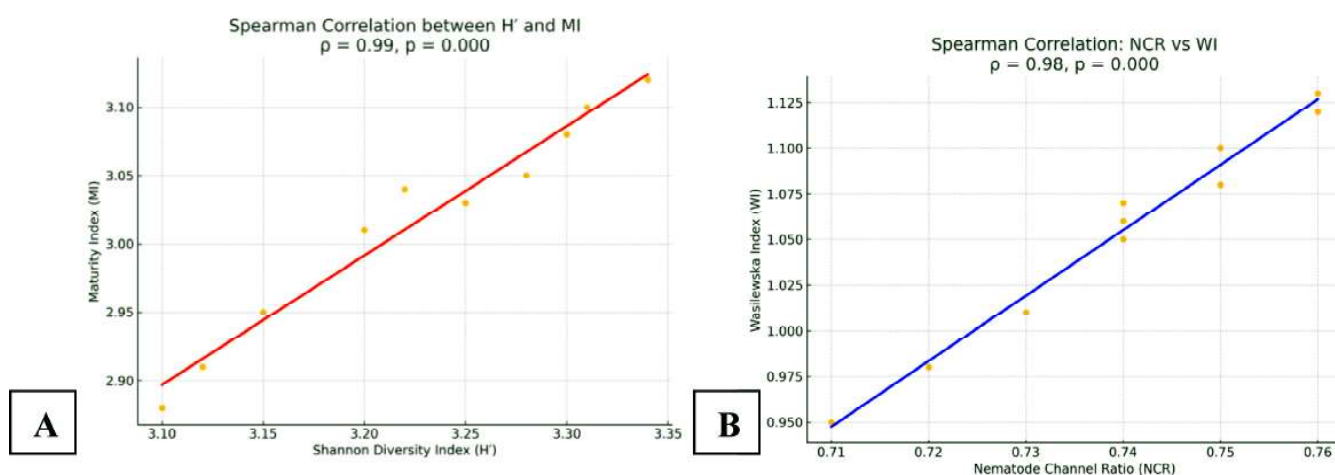 Spearman Correlation between H′ and MI
ρ = 0.99, p = 0.000
Maturity Index (MI)
3.10
3.05
3.00
2.95
2.90
3.10 3.15 3.20 3.25 3.30 3.35
Shannon Diversity Index (H′)
A
Spearman Correlation: NCR vs WI
ρ = 0.98, p = 0.000
Wasilewska Index (WI)
1.125
1.100
1.075
1.050
1.025
1.000
0.975
0.950
0.71 0.72 0.73 0.74 0.75 0.76
Nematode Channel Ratio (NCR)
B